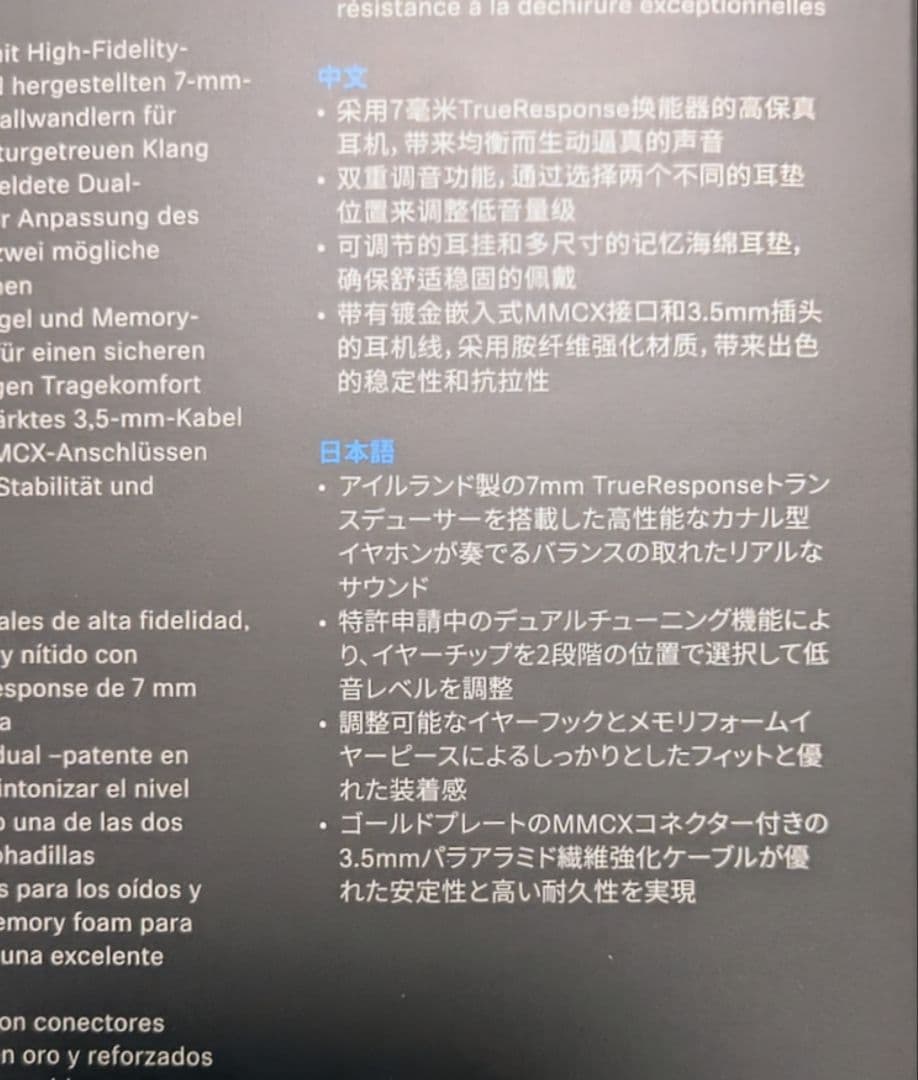 résistance à la déchirure exceptionnelles
mit High-Fidelity-
hergestellten 7-mm-
allwandlern für
turgetreuen Klang
eldete Dual-
r Anpassung des
zwei mögliche
nen
gel und Memory-
für einen sicheren
gen Tragekomfort
ärktes 3,5-mm-Kabel
MCX-Anschlüssen
Stabilität und
ales de alta fidelidad,
y nítido con
esponse de 7 mm
a
dual –patente en
intonizar el nivel
o una de las dos
ohadillas
s para los oídos y
emory foam para
una excelente
on conectores
n oro y reforzados
中文
• 采用7毫米TrueResponse换能器的高保真
耳机，带来均衡而生动逼真的声音
• 双重调音功能，通过选择两个不同的耳垫
位置来调整低音量级
• 可调节的耳挂和多尺寸的记忆海绵耳垫，
确保舒适稳固的佩戴
• 带有镀金嵌入式MMCX接口和3.5mm插头
的耳机线，采用胺纤维强化材质，带来出色
的稳定性和抗拉性
日本語
• アイルランド製の7mm TrueResponseトラン
スデューサーを搭載した高性能なカナル型
イヤホンが奏でるバランスの取れたリアルな
サウンド
• 特許申請中のデュアルチューニング機能によ
り、イヤーチップを2段階の位置で選択して低
音レベルを調整
• 調整可能なイヤーフックとメモリフォームイ
ヤーピースによるしっかりとしたフィットと優
れた装着感
• ゴールドプレートのMMCXコネクター付きの
3.5mmパラアラミド繊維強化ケーブルが優
れた安定性と高い耐久性を実現